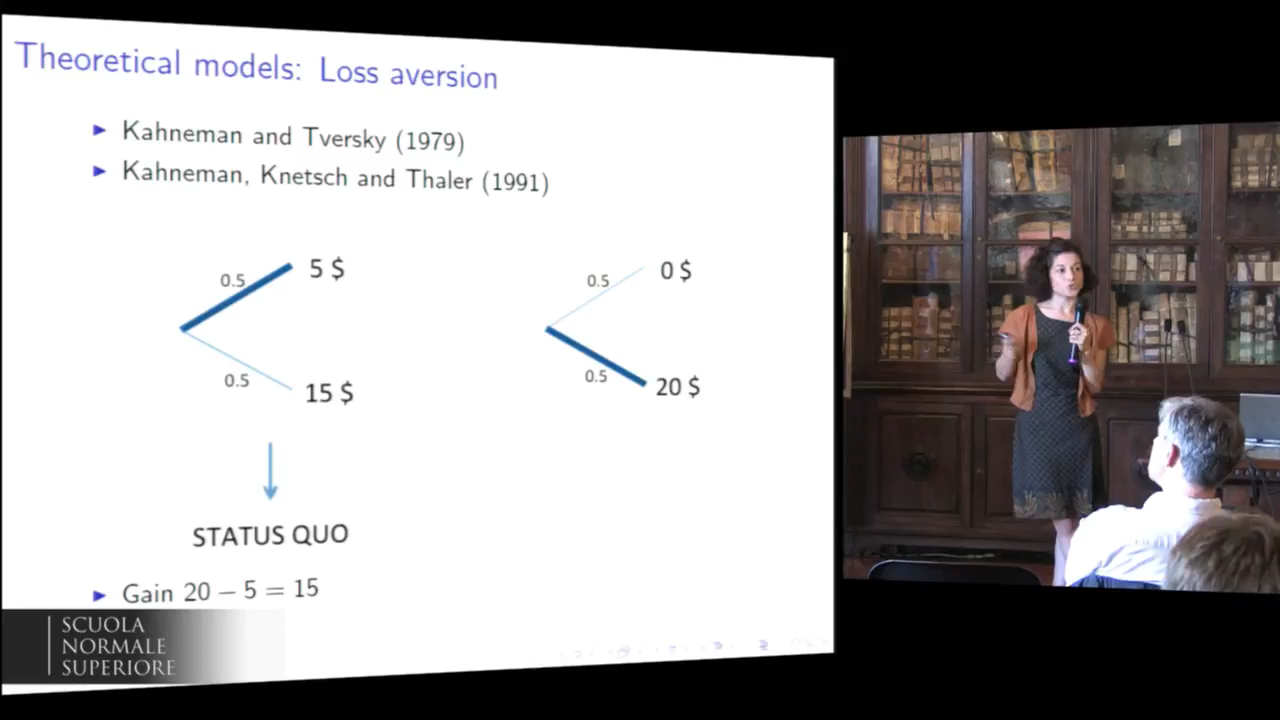 Theoretical models: Loss aversion
Kahneman and Tversky (1979)
Kahneman, Knetsch and Thaler (1991)
0.5
5 $
0.5
15 $
0.5
0 $
0.5
20 $
STATUS QUO
Gain 20 − 5 = 15
SCUOLA
NORMALE
SUPERIORE